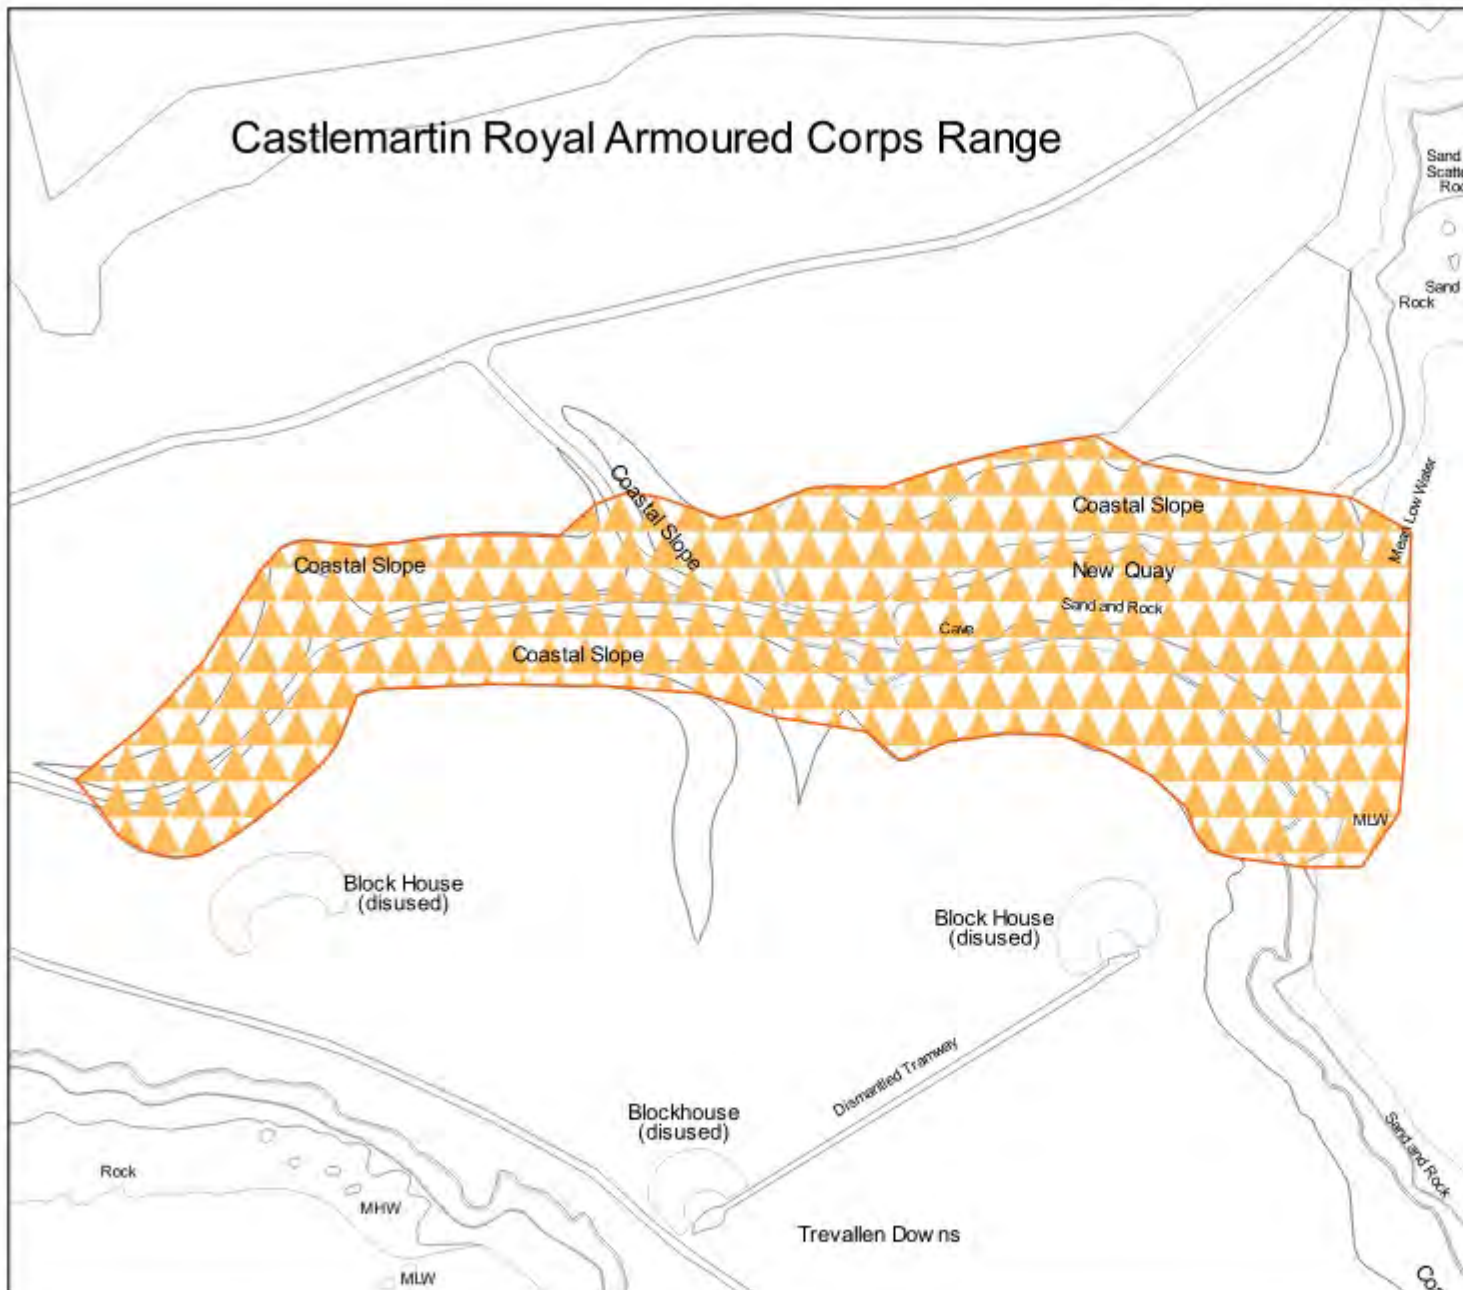 Castlemartin Royal Armoured Corps Range
Sand
Rock
Sand
Mean Low Water
Coastal Slope
Coastal Slope
Coastal Slope
New Quay
Sand and Rock
Cave
Coastal Slope
MLW
Block House
(disused)
Block House
(disused)
Dismantled Tramway
Blockhouse
(disused)
Sand and Rock
Rock
MHW
Trevallen Downs
MLW